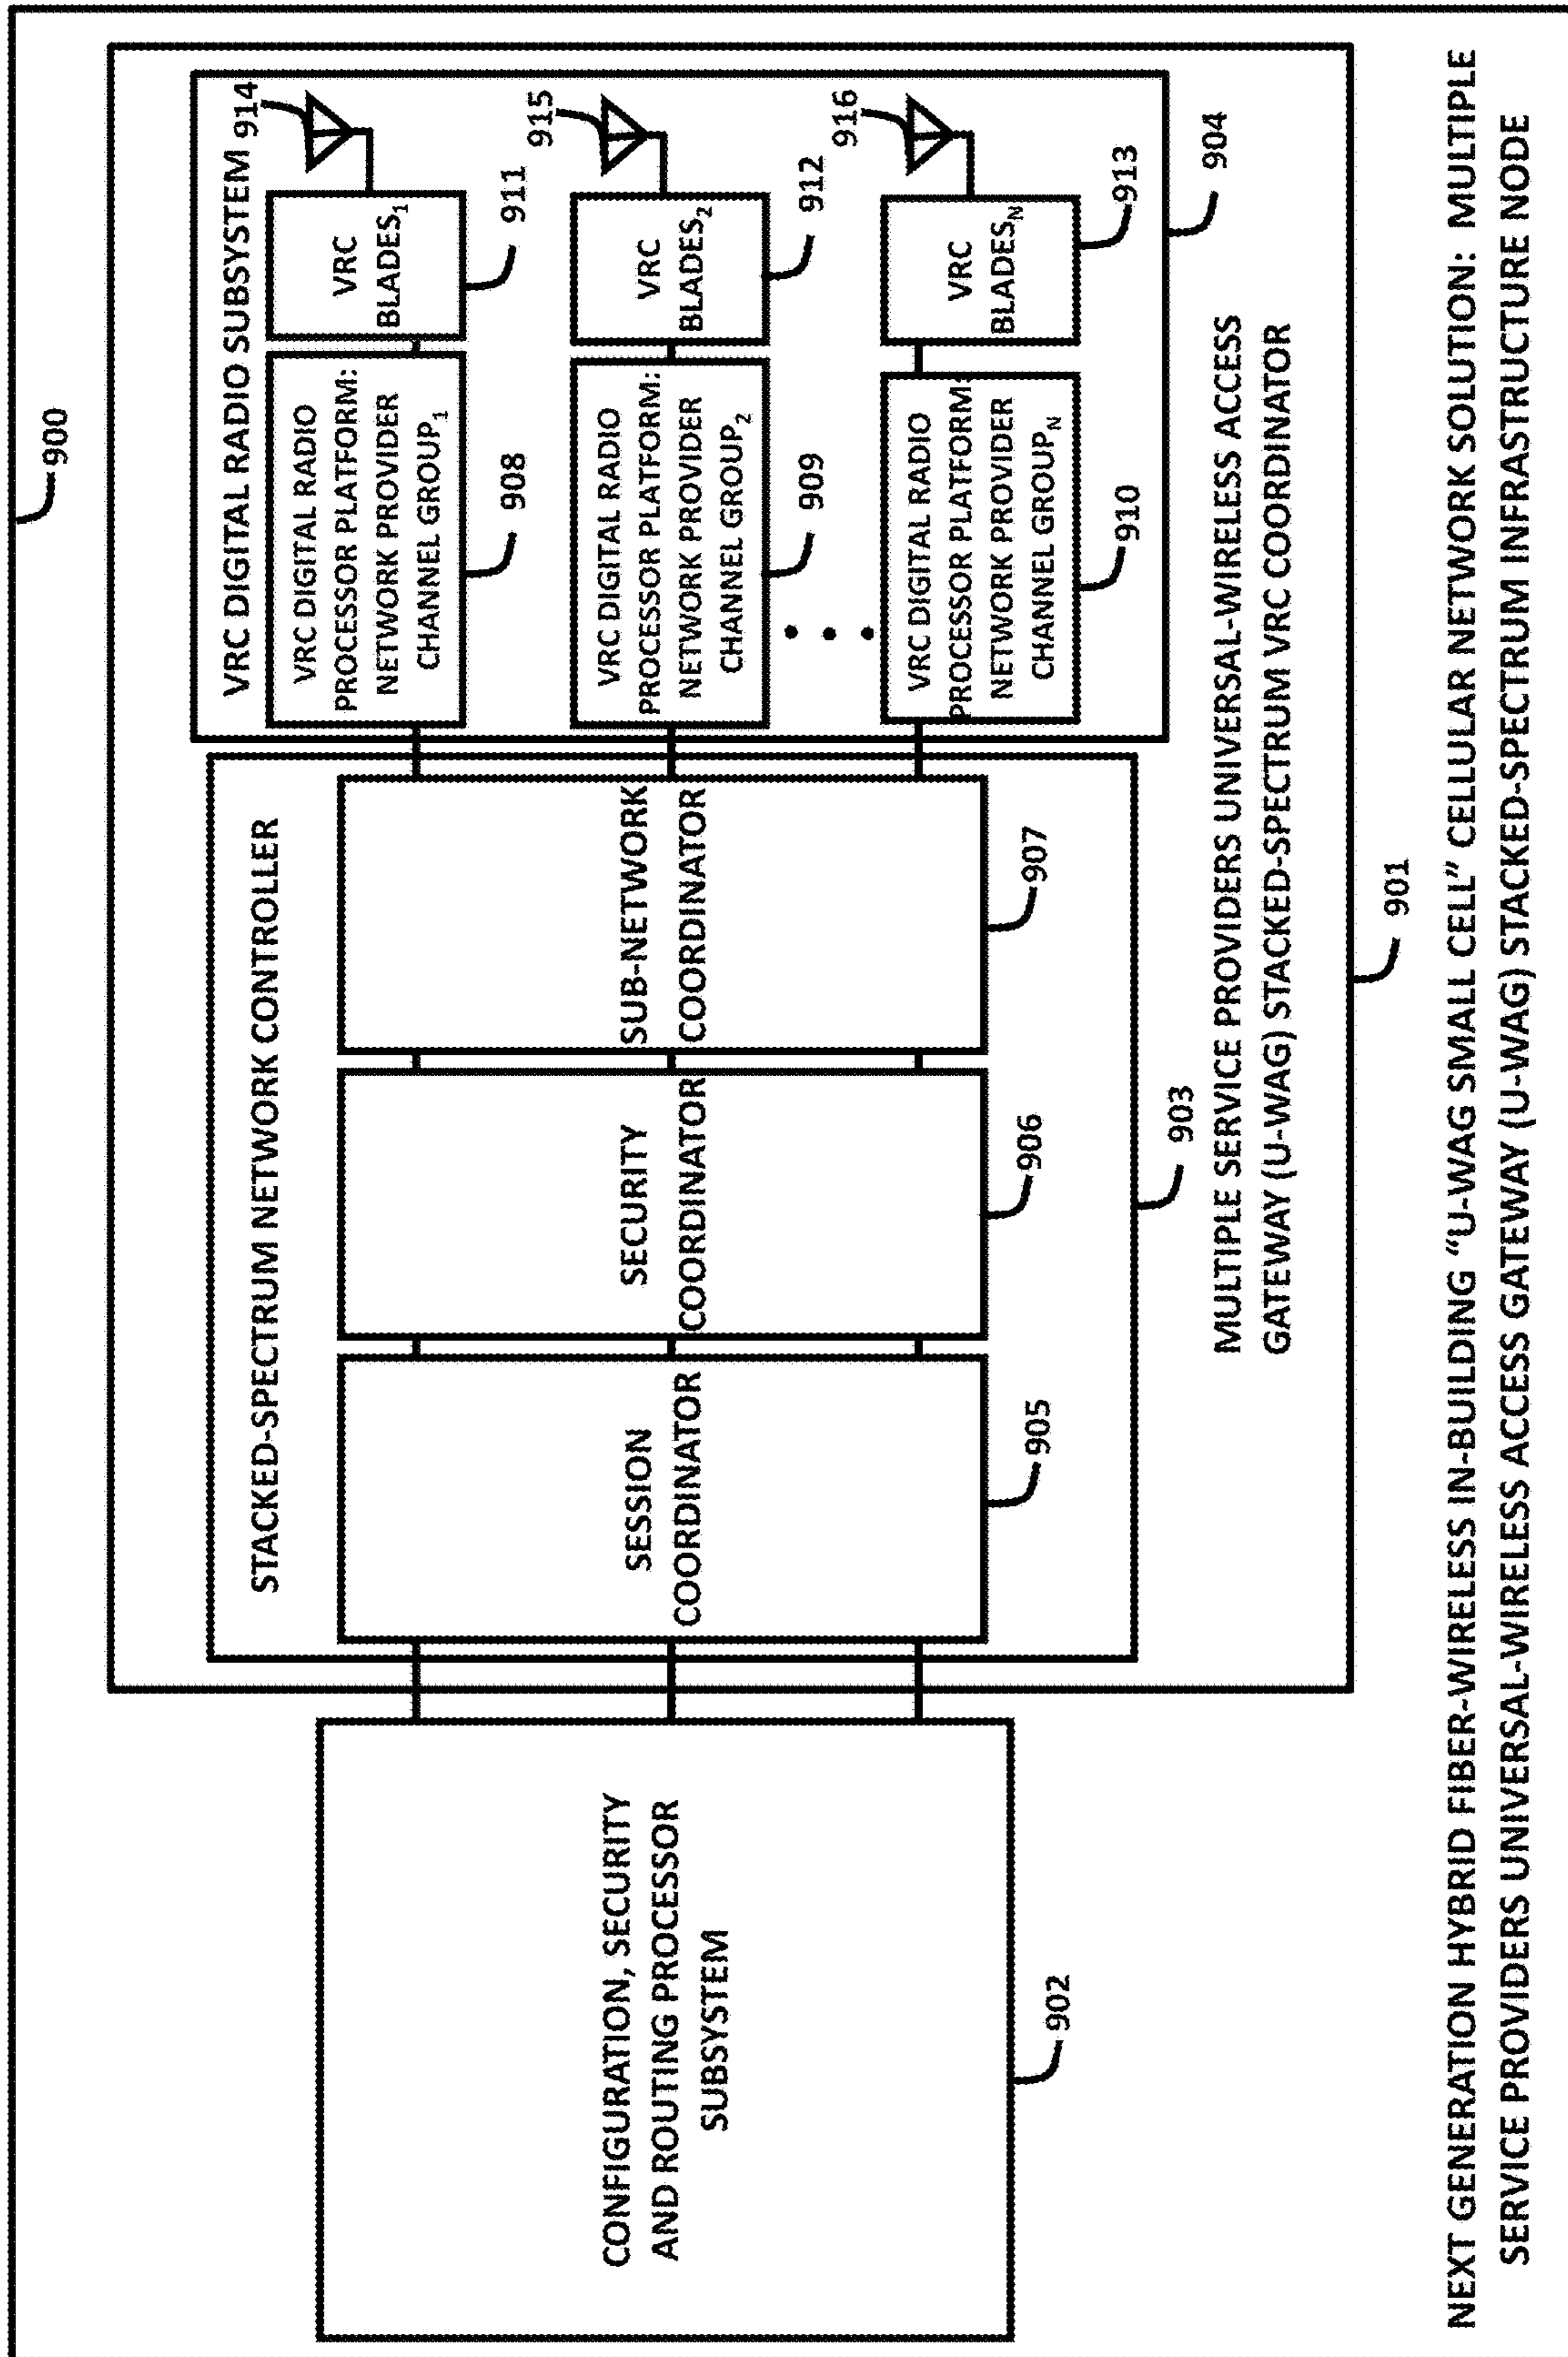 900
CONFIGURATION, SECURITY
AND ROUTING PROCESSOR
SUBSYSTEM
902
STACKED-SPECTRUM NETWORK CONTROLLER
SESSION
COORDINATOR
905
SECURITY
COORDINATOR
906
SUB-NETWORK
COORDINATOR
907
903
VRC DIGITAL RADIO SUBSYSTEM
VRC DIGITAL RADIO
PROCESSOR PLATFORM:
NETWORK PROVIDER
CHANNEL GROUP₁
908
VRC
BLADES₁
911
914
VRC DIGITAL RADIO
PROCESSOR PLATFORM:
NETWORK PROVIDER
CHANNEL GROUP₂
909
VRC
BLADES₂
912
915
VRC DIGITAL RADIO
PROCESSOR PLATFORM:
NETWORK PROVIDER
CHANNEL GROUP_N
910
VRC
BLADES_N
913
916
904
MULTIPLE SERVICE PROVIDERS UNIVERSAL-WIRELESS ACCESS
GATEWAY (U-WAG) STACKED-SPECTRUM VRC COORDINATOR
901
NEXT GENERATION HYBRID FIBER-WIRELESS IN-BUILDING "U-WAG SMALL CELL" CELLULAR NETWORK SOLUTION: MULTIPLE
SERVICE PROVIDERS UNIVERSAL-WIRELESS ACCESS GATEWAY (U-WAG) STACKED-SPECTRUM INFRASTRUCTURE NODE